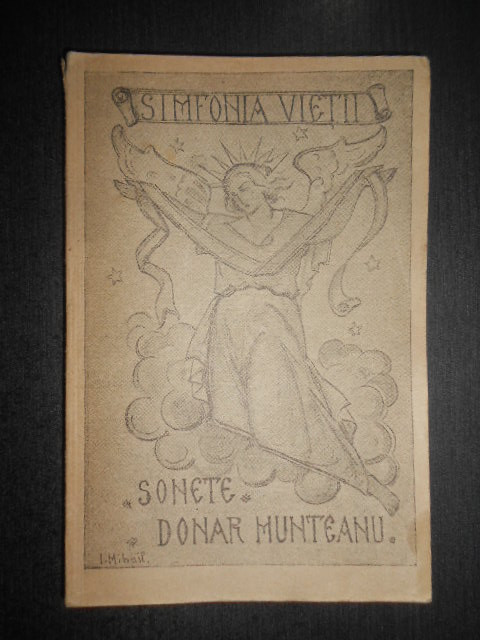 SIMFONIA VIEȚII
SONETE
DONAR MUNTEANU.
I. Mihail.